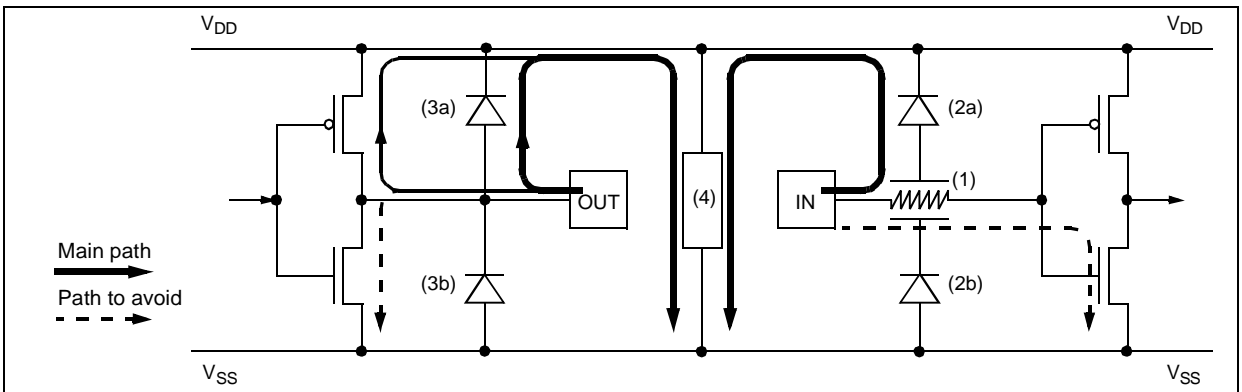 VDD
VDD
(3a)
(2a)
(1)
OUT
(4)
IN
Main path
Path to avoid
(3b)
(2b)
VSS
VSS